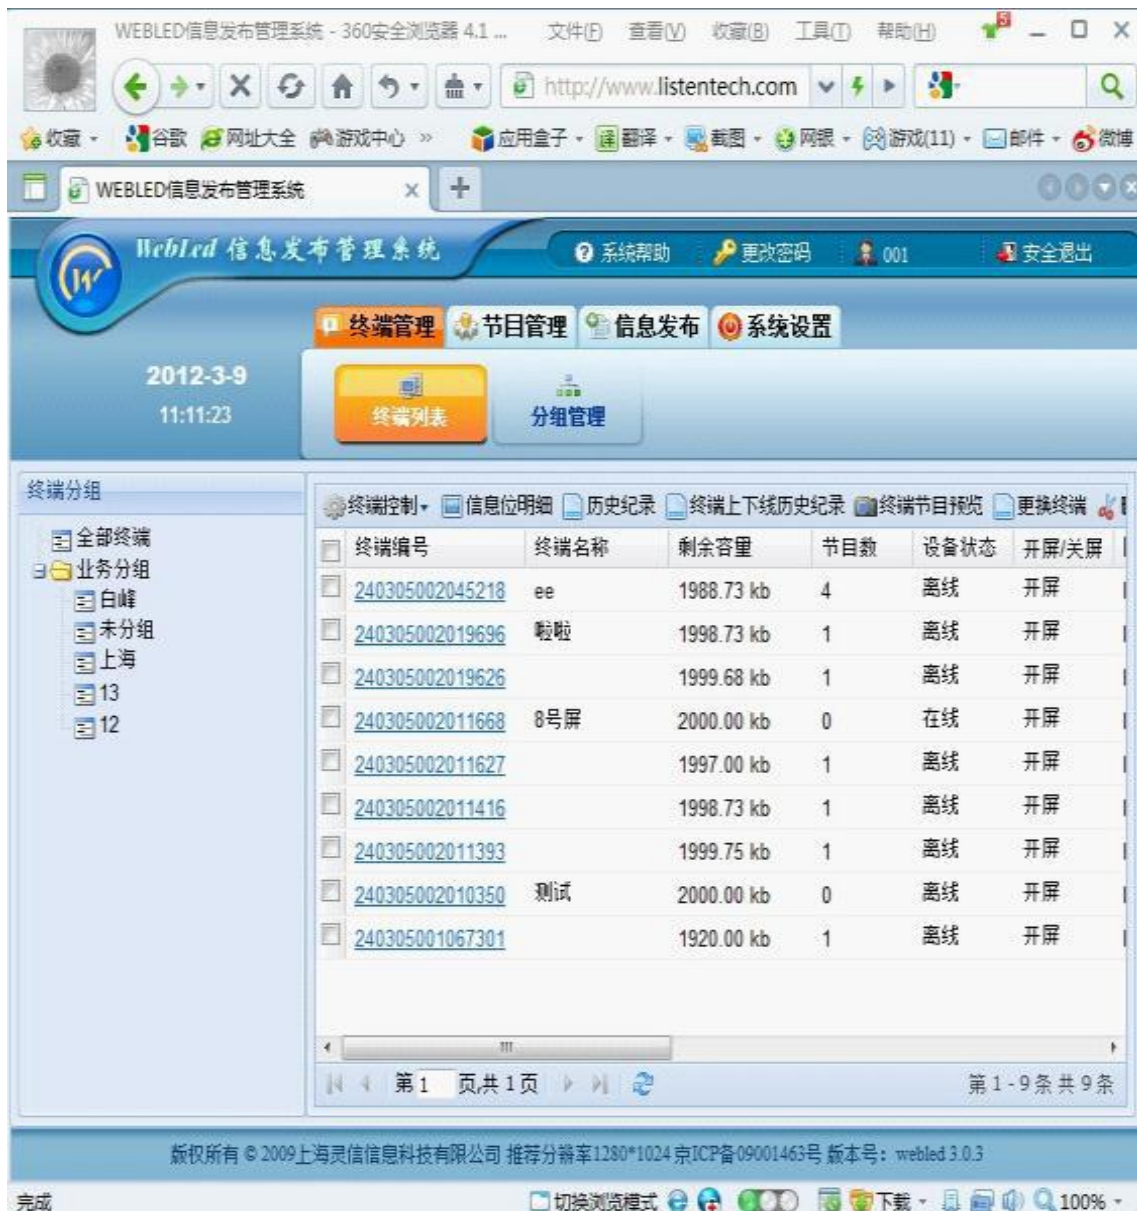 WEBLED信息发布管理系统 - 360安全浏览器 4.1 ... 文件(F) 查看(V) 收藏(B) 工具(T) 帮助(H) 5
http://www.listentech.com
收藏 谷歌 网址大全 游戏中心 » 应用盒子 译 翻译 截图 网银 游戏(11) 邮件 微博
WEBLED信息发布管理系统
WebLed 信息发布管理系统 系统帮助 更改密码 001 安全退出
终端管理 节目管理 信息发布 系统设置
2012-3-9
11:11:23
终端列表 分组管理
终端分组
全部终端
业务分组
白峰
未分组
上海
13
12
终端控制 信息位明细 历史纪录 终端上下线历史纪录 终端节目预览 更换终端
终端编号 终端名称 剩余容量 节目数 设备状态 开屏/关屏
240305002045218 ee 1988.73 kb 4 离线 开屏
240305002019696 啦啦 1998.73 kb 1 离线 开屏
240305002019626 1999.68 kb 1 离线 开屏
240305002011668 8号屏 2000.00 kb 0 在线 开屏
240305002011627 1997.00 kb 1 离线 开屏
240305002011416 1998.73 kb 1 离线 开屏
240305002011393 1999.75 kb 1 离线 开屏
240305002010350 测试 2000.00 kb 0 离线 开屏
240305001067301 1920.00 kb 1 离线 开屏
第 1 页,共 1 页 第 1 - 9 条 共 9 条
版权所有 © 2009上海灵信信息科技有限公司 推荐分辨率1280*1024 京ICP备09001463号 版本号：webled 3.0.3
完成 切换浏览模式 下载 100%